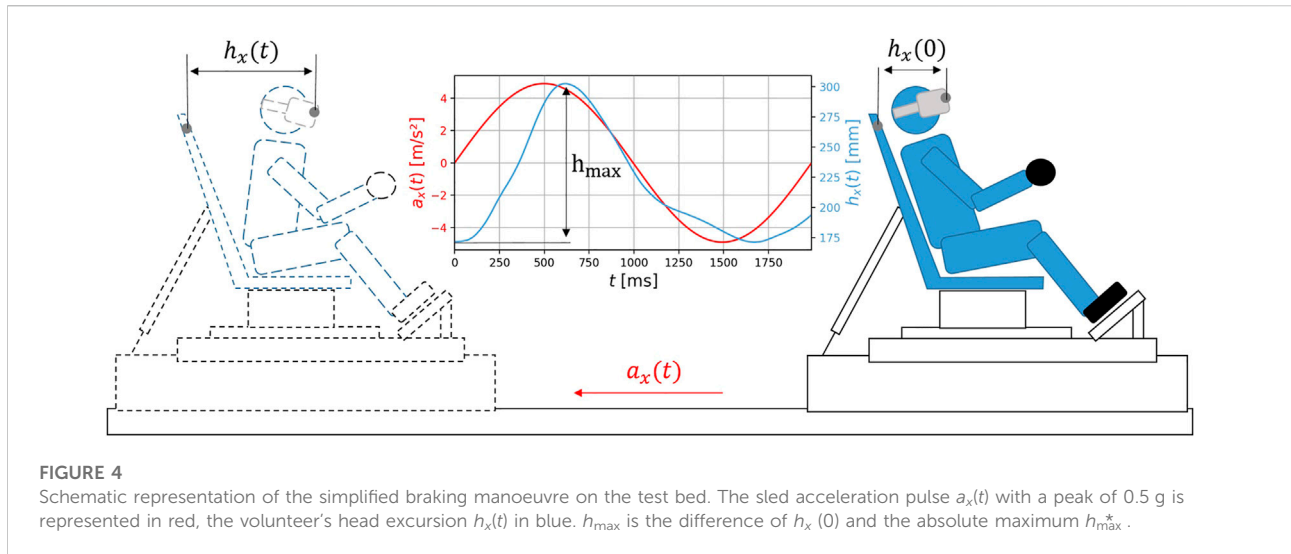 h_x(t)
h_x(0)
a_x(t) [m/s²]
4
2
0
−2
−4
h_max
300
275
250
225
200
175
h_x(t) [mm]
0 250 500 750 1000 1250 1500 1750
t [ms]
a_x(t)
FIGURE 4
Schematic representation of the simplified braking manoeuvre on the test bed. The sled acceleration pulse a_x(t) with a peak of 0.5 g is
represented in red, the volunteer's head excursion h_x(t) in blue. h_max is the difference of h_x (0) and the absolute maximum h*_max .